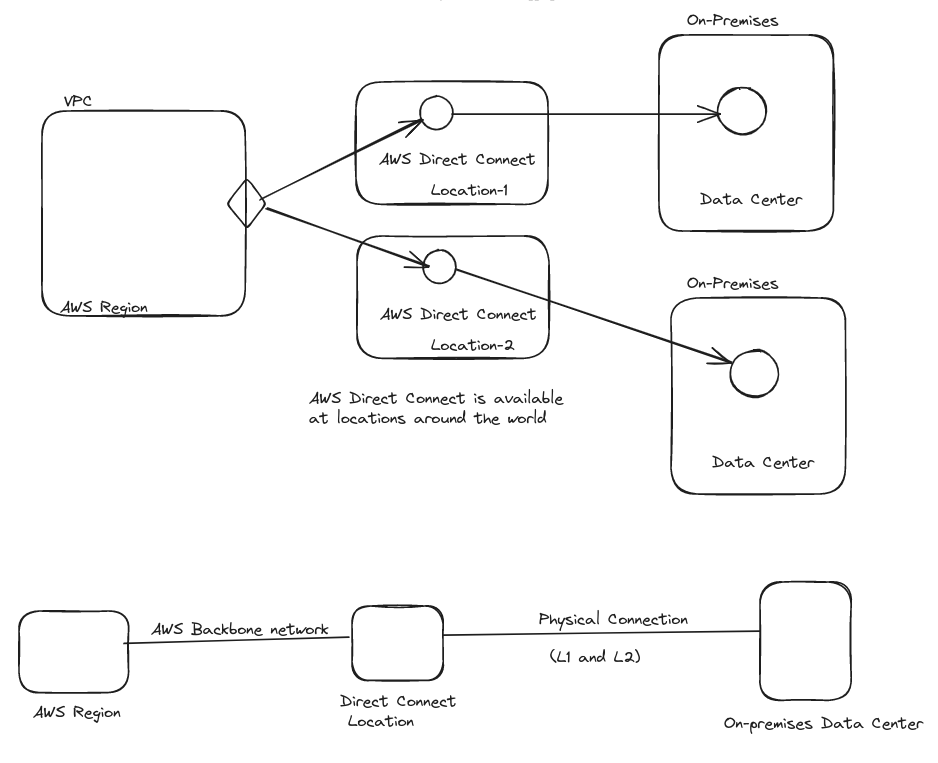 On-Premises
VPC
AWS Direct Connect
Location-1
Data Center
AWS Region
On-Premises
AWS Direct Connect
Location-2
AWS Direct Connect is available
at locations around the world
Data Center
AWS Backbone network
Physical Connection
(L1 and L2)
AWS Region
Direct Connect
Location
On-premises Data Center